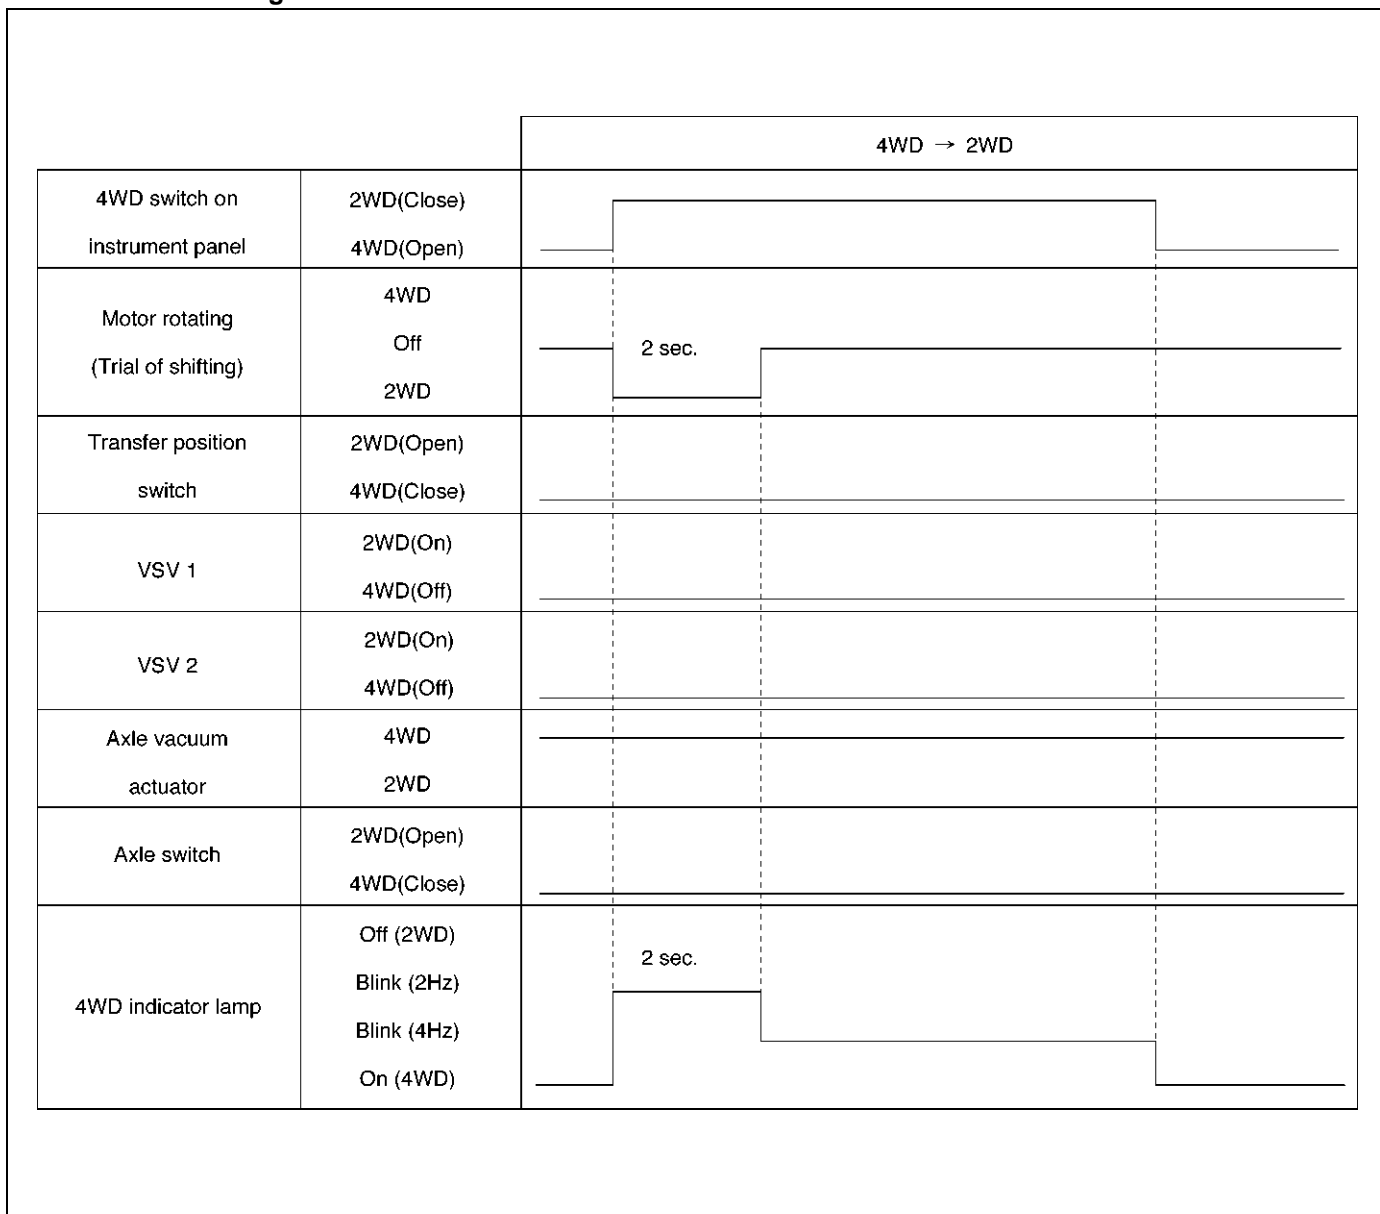 4WD → 2WD
4WD switch on
instrument panel
2WD(Close)
4WD(Open)
Motor rotating
(Trial of shifting)
4WD
Off
2WD
2 sec.
Transfer position
switch
2WD(Open)
4WD(Close)
VSV 1
2WD(On)
4WD(Off)
VSV 2
2WD(On)
4WD(Off)
Axle vacuum
actuator
4WD
2WD
Axle switch
2WD(Open)
4WD(Close)
4WD indicator lamp
Off (2WD)
Blink (2Hz)
Blink (4Hz)
On (4WD)
2 sec.